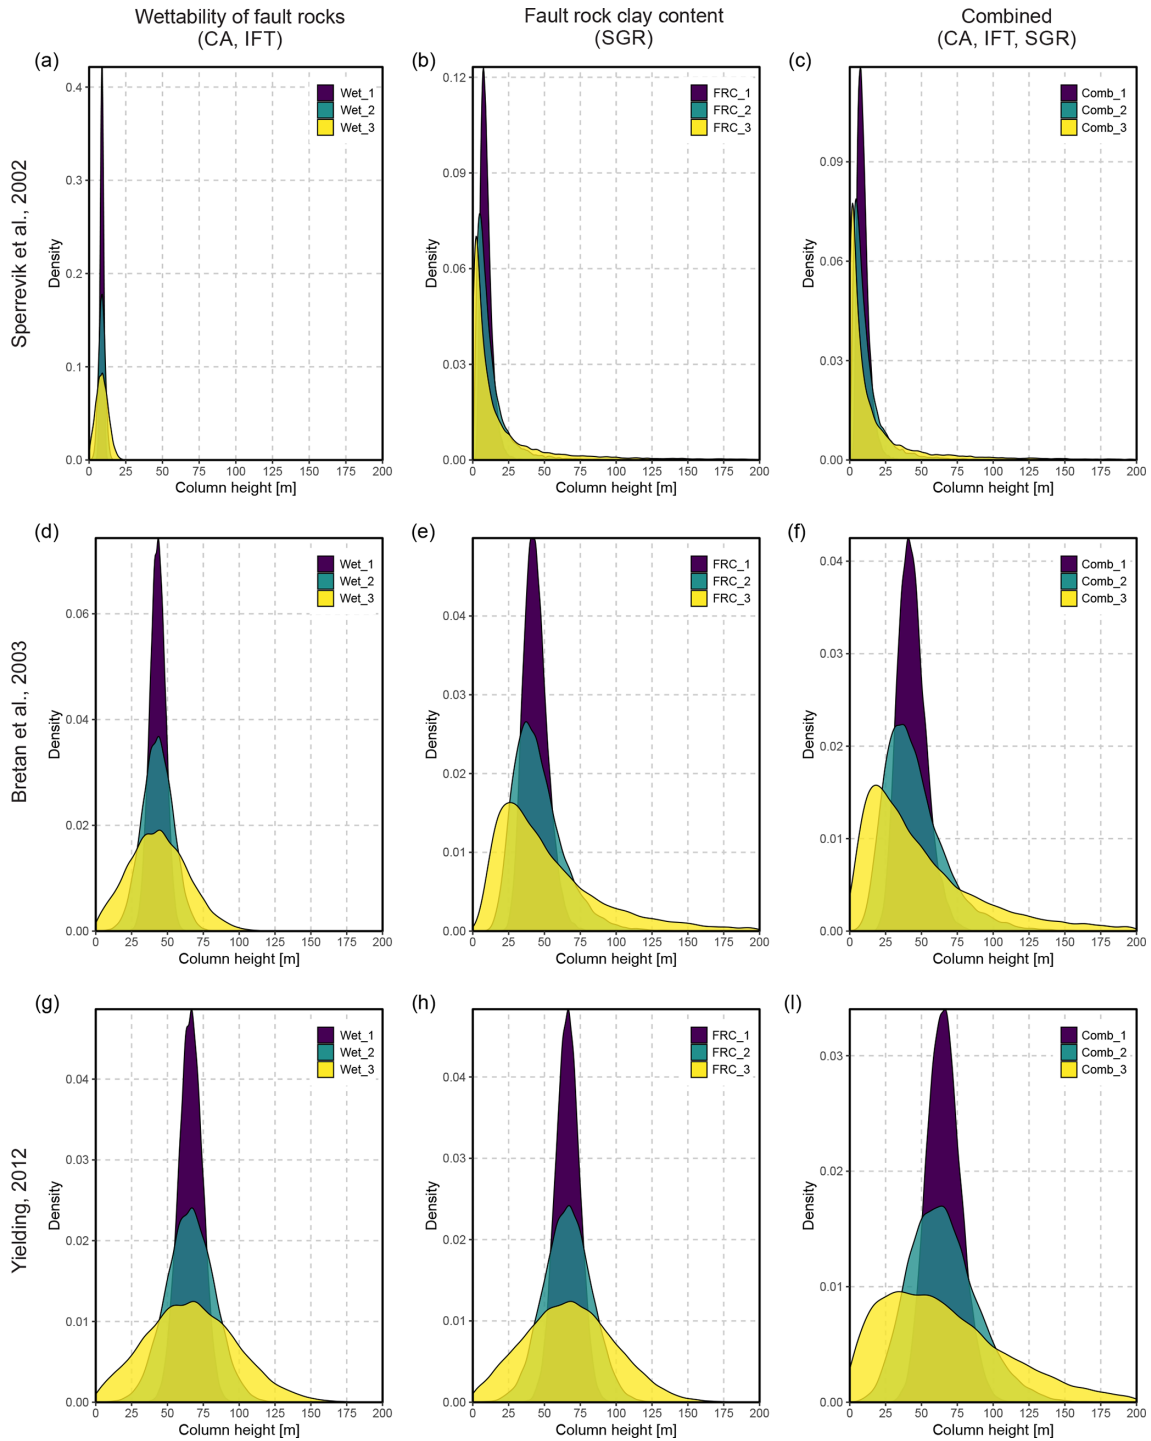 Wettability of fault rocks
(CA, IFT)
Fault rock clay content
(SGR)
Combined
(CA, IFT, SGR)
Sperrevik et al., 2002
(a)
Density
0.4
0.3
0.2
0.1
0.0
Wet_1
Wet_2
Wet_3
0 25 50 75 100 125 150 175 200
Column height [m]
(b)
Density
0.12
0.09
0.06
0.03
0.00
FRC_1
FRC_2
FRC_3
0 25 50 75 100 125 150 175 200
Column height [m]
(c)
Density
0.09
0.06
0.03
0.00
Comb_1
Comb_2
Comb_3
0 25 50 75 100 125 150 175 200
Column height [m]
Bretan et al., 2003
(d)
Density
0.06
0.04
0.02
0.00
Wet_1
Wet_2
Wet_3
0 25 50 75 100 125 150 175 200
Column height [m]
(e)
Density
0.04
0.03
0.02
0.01
0.00
FRC_1
FRC_2
FRC_3
0 25 50 75 100 125 150 175 200
Column height [m]
(f)
Density
0.04
0.03
0.02
0.01
0.00
Comb_1
Comb_2
Comb_3
0 25 50 75 100 125 150 175 200
Column height [m]
Yielding, 2012
(g)
Density
0.04
0.03
0.02
0.01
0.00
Wet_1
Wet_2
Wet_3
0 25 50 75 100 125 150 175 200
Column height [m]
(h)
Density
0.04
0.03
0.02
0.01
0.00
FRC_1
FRC_2
FRC_3
0 25 50 75 100 125 150 175 200
Column height [m]
(I)
Density
0.03
0.02
0.01
0.00
Comb_1
Comb_2
Comb_3
0 25 50 75 100 125 150 175 200
Column height [m]